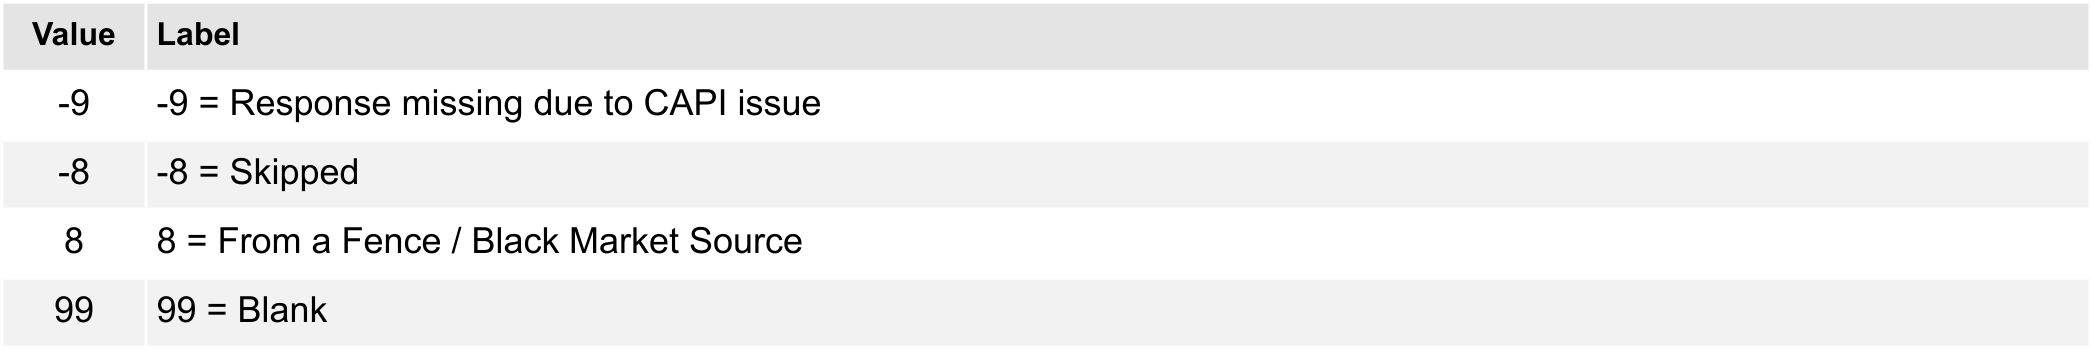 Value Label
-9 -9 = Response missing due to CAPI issue
-8 -8 = Skipped
8 8 = From a Fence / Black Market Source
99 99 = Blank